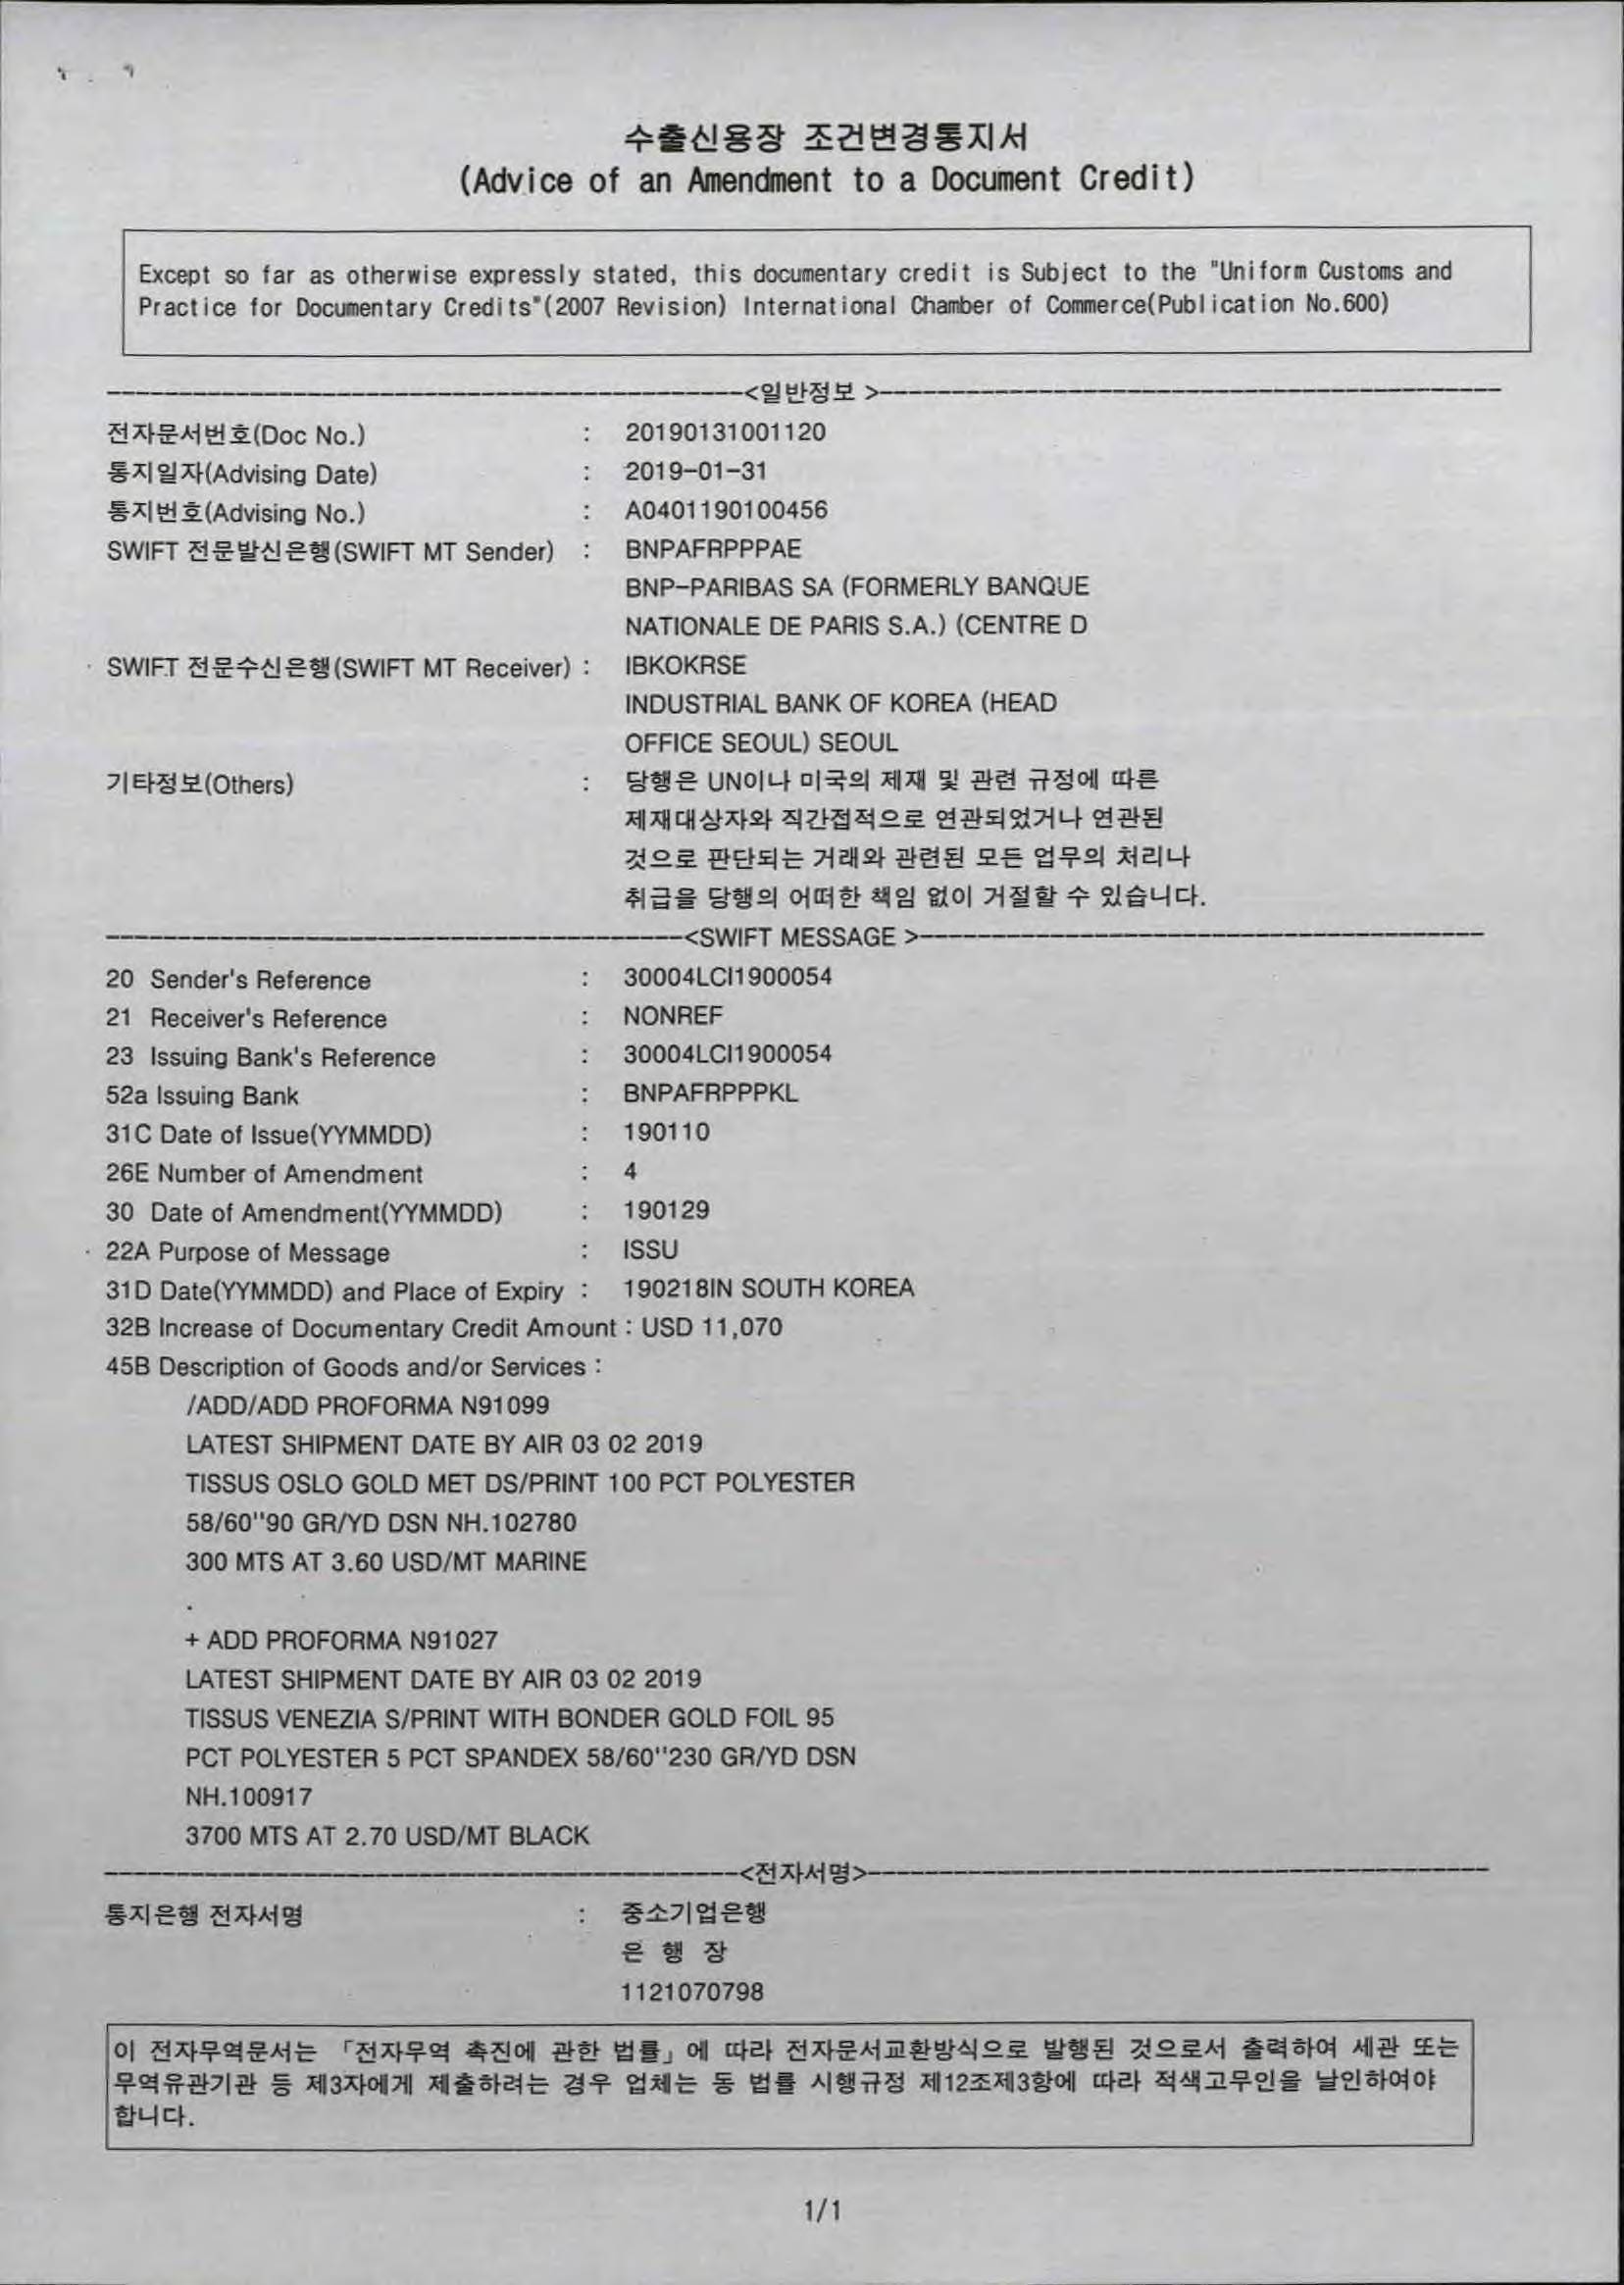 수출신용장 조건변경통지서
(Advice of an Amendment to a Document Credit)
Except so far as otherwise expressly stated, this documentary credit is Subject to the "Uniform Customs and
Practice for Documentary Credits"(2007 Revision) International Chamber of Commerce(Publication No.600)
<일반정보 >
전자문서번호(Doc No.) : 20190131001120
통지일자(Advising Date) : 2019-01-31
통지번호(Advising No.) : A0401190100456
SWIFT 전문발신은행(SWIFT MT Sender) : BNPAFRPPPAE
BNP-PARIBAS SA (FORMERLY BANQUE
NATIONALE DE PARIS S.A.) (CENTRE D
SWIFT 전문수신은행(SWIFT MT Receiver) : IBKOKRSE
INDUSTRIAL BANK OF KOREA (HEAD
OFFICE SEOUL) SEOUL
기타정보(Others) : 당행은 UN이나 미국의 제재 및 관련 규정에 따른
제재대상자와 직간접적으로 연관되었거나 연관된
것으로 판단되는 거래와 관련된 모든 업무의 처리나
취급을 당행의 어떠한 책임 없이 거절할 수 있습니다.
<SWIFT MESSAGE >
20 Sender's Reference : 30004LCI1900054
21 Receiver's Reference : NONREF
23 Issuing Bank's Reference : 30004LCI1900054
52a Issuing Bank : BNPAFRPPPKL
31C Date of Issue(YYMMDD) : 190110
26E Number of Amendment : 4
30 Date of Amendment(YYMMDD) : 190129
22A Purpose of Message : ISSU
31D Date(YYMMDD) and Place of Expiry : 190218IN SOUTH KOREA
32B Increase of Documentary Credit Amount : USD 11,070
45B Description of Goods and/or Services :
/ADD/ADD PROFORMA N91099
LATEST SHIPMENT DATE BY AIR 03 02 2019
TISSUS OSLO GOLD MET DS/PRINT 100 PCT POLYESTER
58/60''90 GR/YD DSN NH.102780
300 MTS AT 3.60 USD/MT MARINE
.
+ ADD PROFORMA N91027
LATEST SHIPMENT DATE BY AIR 03 02 2019
TISSUS VENEZIA S/PRINT WITH BONDER GOLD FOIL 95
PCT POLYESTER 5 PCT SPANDEX 58/60''230 GR/YD DSN
NH.100917
3700 MTS AT 2.70 USD/MT BLACK
<전자서명>
통지은행 전자서명 : 중소기업은행
은 행 장
1121070798
이 전자무역문서는 「전자무역 촉진에 관한 법률」에 따라 전자문서교환방식으로 발행된 것으로서 출력하여 세관 또는
무역유관기관 등 제3자에게 제출하려는 경우 업체는 동 법률 시행규정 제12조제3항에 따라 적색고무인을 날인하여야
합니다.
1/1